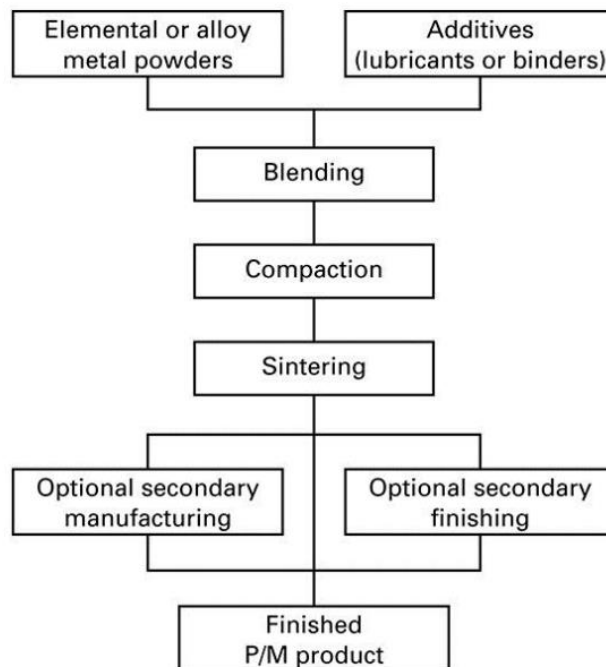 Elemental or alloy
metal powders
Additives
(lubricants or binders)
Blending
Compaction
Sintering
Optional secondary
manufacturing
Optional secondary
finishing
Finished
P/M product